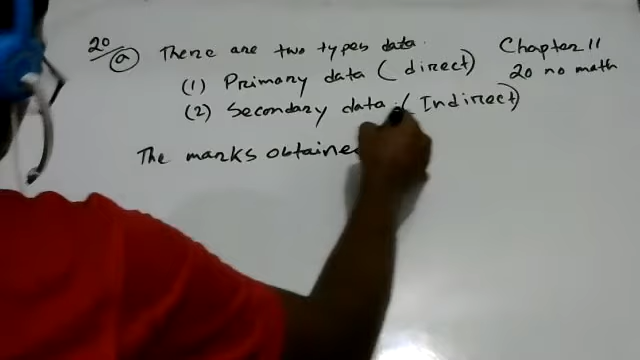 20/a There are two types data.
Chapter 11
20 no math
(1) Primary data (direct)
(2) Secondary data (Indirect)
The marks obtaine